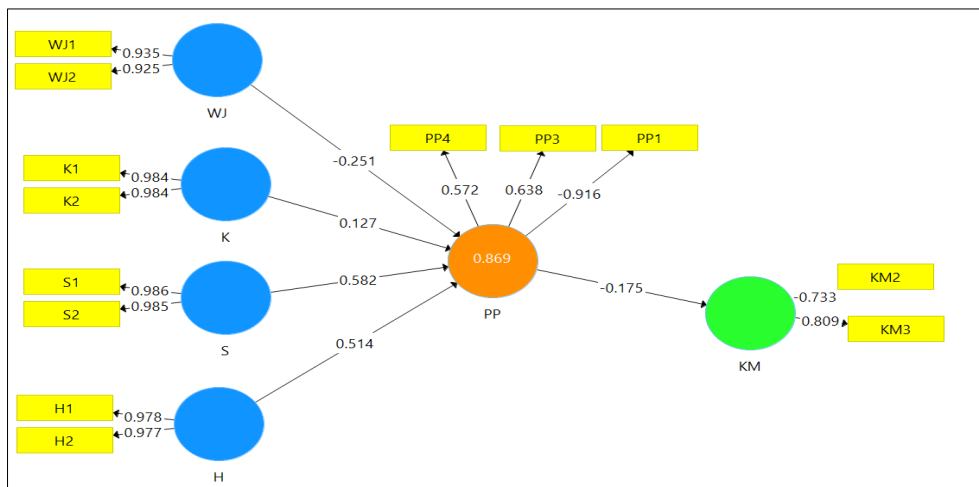 WJ1
0.935
WJ2
0.925
WJ
K1
0.984
K2
0.984
K
S1
0.986
S2
0.985
S
H1
0.978
H2
0.977
H
-0.251
0.127
0.582
0.514
PP4
PP3
PP1
0.572
0.638
-0.916
0.869
PP
-0.175
KM
KM2
-0.733
0.809
KM3